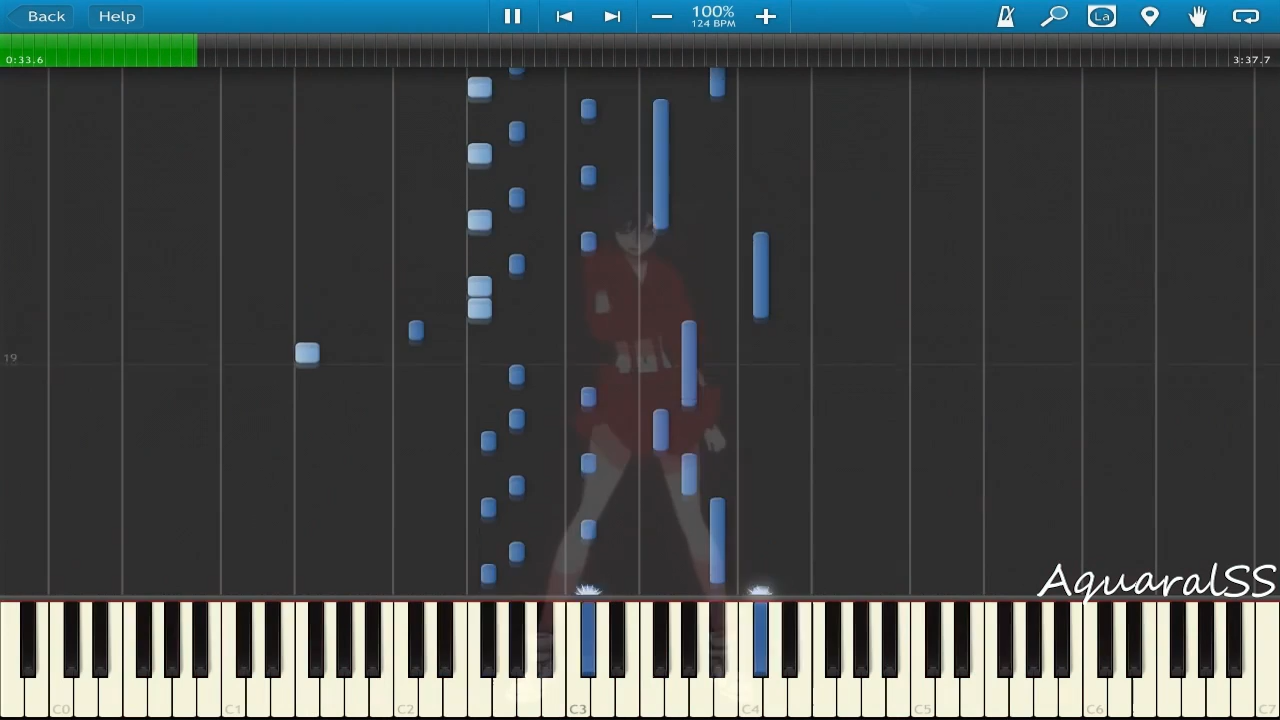 Back
Help
100%
124 BPM
La
0:33.6
3:37.7
19
AquaralSS
C0
C1
C2
C3
C4
C5
C6
C7